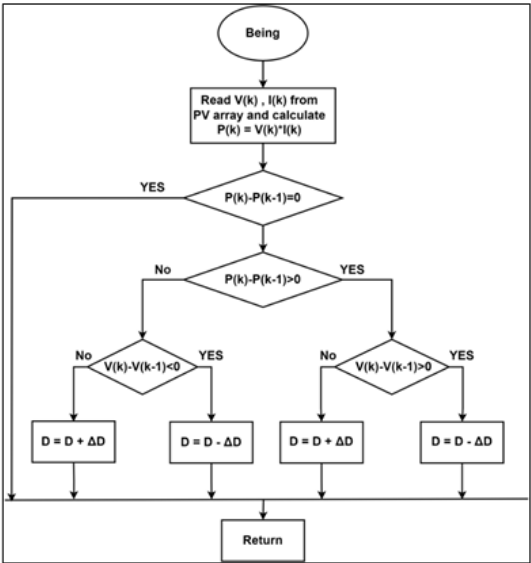 Being
Read V(k) , I(k) from
PV array and calculate
P(k) = V(k)*I(k)
YES
P(k)-P(k-1)=0
No
P(k)-P(k-1)>0
YES
No
V(k)-V(k-1)<0
YES
No
V(k)-V(k-1)>0
YES
D = D + ΔD
D = D - ΔD
D = D + ΔD
D = D - ΔD
Return